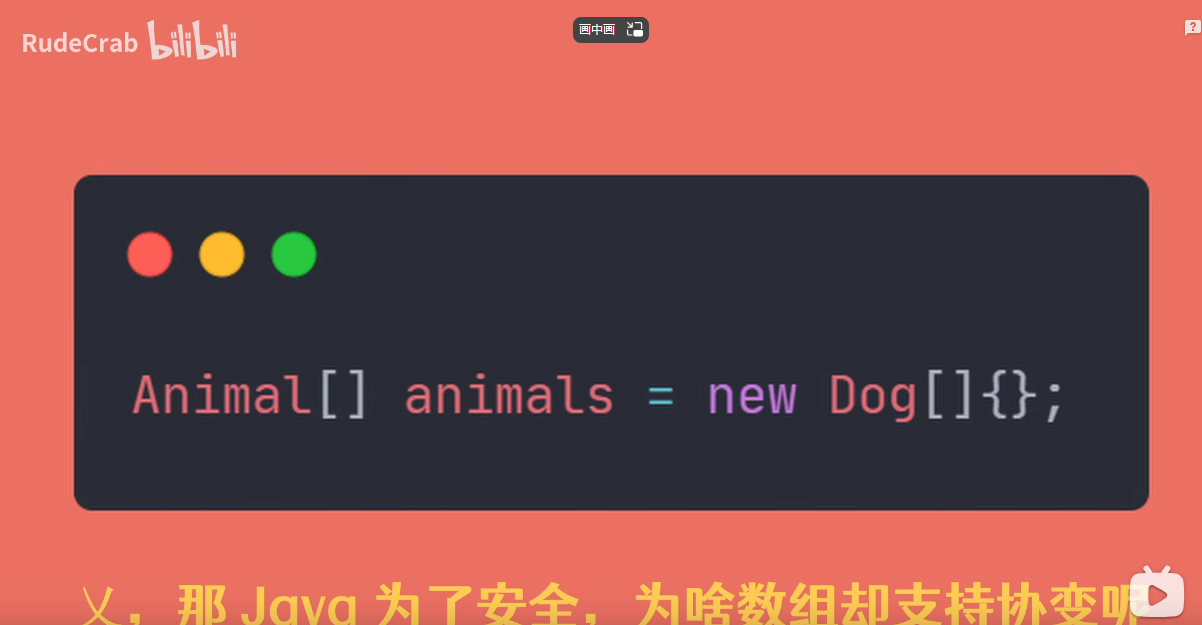 RudeCrab bilibili
画中画
?
Animal[] animals = new Dog[]{};
乂，那 Java 为了安全，为啥数组却支持协变呢